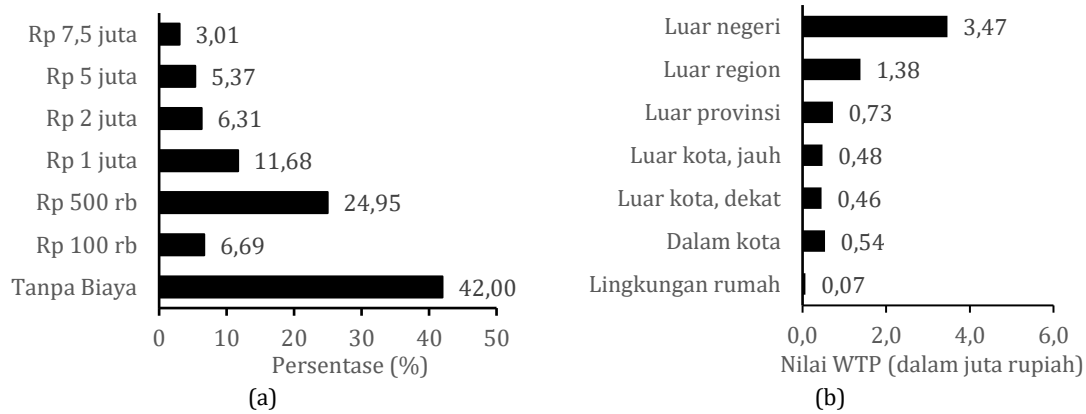 Rp 7,5 juta 3,01
Rp 5 juta 5,37
Rp 2 juta 6,31
Rp 1 juta 11,68
Rp 500 rb 24,95
Rp 100 rb 6,69
Tanpa Biaya 42,00
0 10 20 30 40 50
Persentase (%)
(a)
Luar negeri 3,47
Luar region 1,38
Luar provinsi 0,73
Luar kota, jauh 0,48
Luar kota, dekat 0,46
Dalam kota 0,54
Lingkungan rumah 0,07
0,0 2,0 4,0 6,0
Nilai WTP (dalam juta rupiah)
(b)